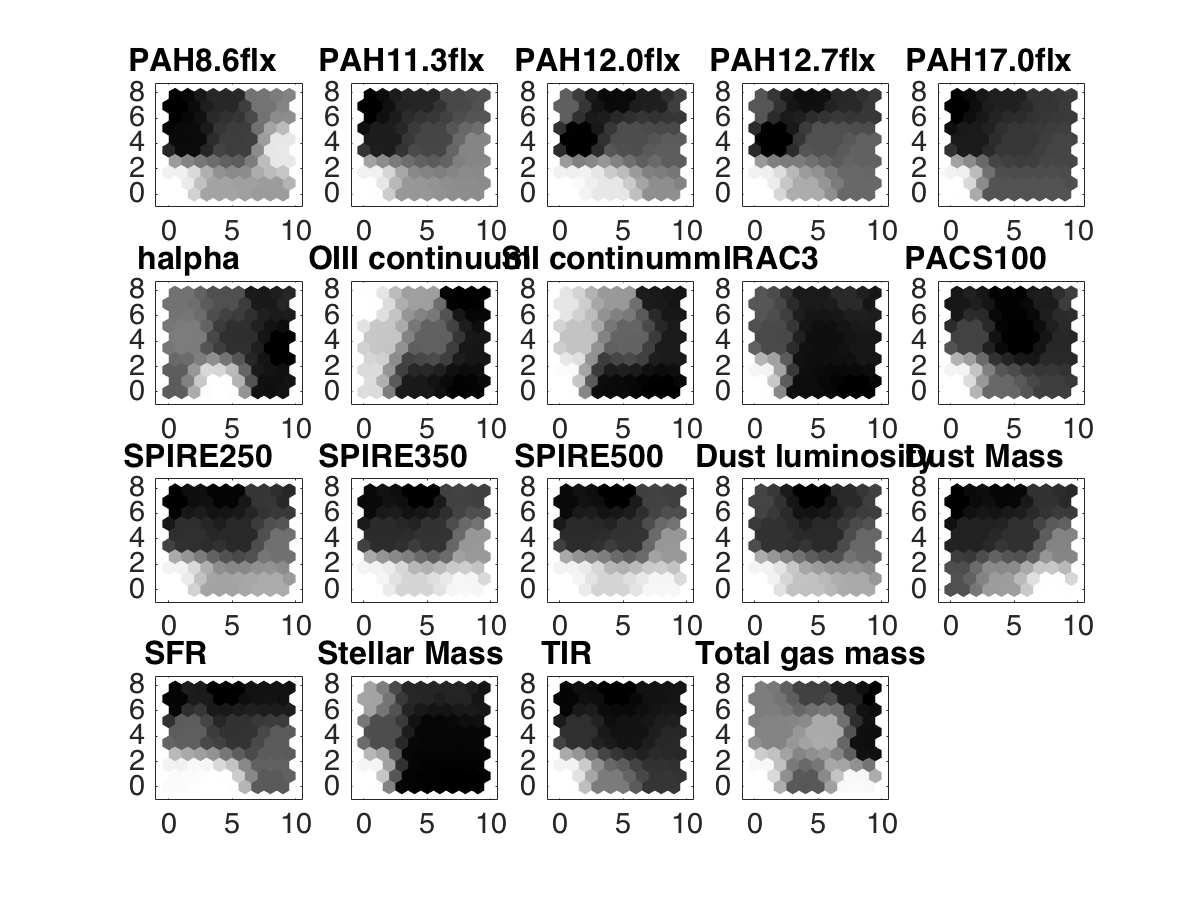 PAH8.6flx PAH11.3flx PAH12.0flx PAH12.7flx PAH17.0flx
8 8 8 8 8
6 6 6 6 6
4 4 4 4 4
2 2 2 2 2
0 0 0 0 0
0 5 10 0 5 10 0 5 10 0 5 10 0 5 10
halpha OIII continuum SII continumm IRAC3 PACS100
8 8 8 8 8
6 6 6 6 6
4 4 4 4 4
2 2 2 2 2
0 0 0 0 0
0 5 10 0 5 10 0 5 10 0 5 10 0 5 10
SPIRE250 SPIRE350 SPIRE500 Dust luminosity Dust Mass
8 8 8 8 8
6 6 6 6 6
4 4 4 4 4
2 2 2 2 2
0 0 0 0 0
0 5 10 0 5 10 0 5 10 0 5 10 0 5 10
SFR Stellar Mass TIR Total gas mass
8 8 8 8
6 6 6 6
4 4 4 4
2 2 2 2
0 0 0 0
0 5 10 0 5 10 0 5 10 0 5 10